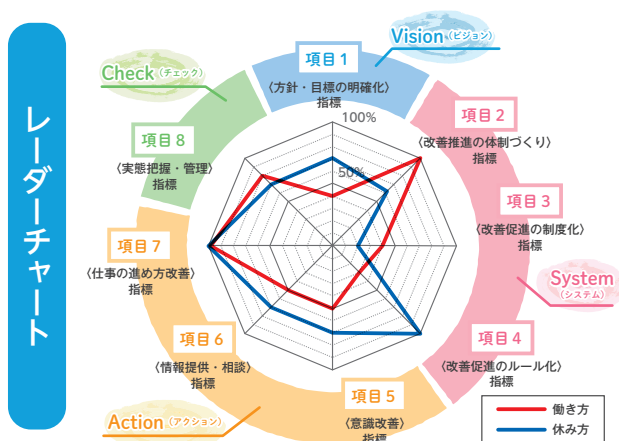 レーダーチャート
Vision(ビジョン)
項目1
〈方針・目標の明確化〉
指標
100%
50%
項目2
〈改善推進の体制づくり〉
指標
項目3
〈改善促進の制度化〉
指標
System
(システム)
項目4
〈改善促進のルール化〉
指標
項目5
〈意識改善〉
指標
項目6
〈情報提供・相談〉
指標
Action(アクション)
項目7
〈仕事の進め方改善〉
指標
項目8
〈実態把握・管理〉
指標
Check(チェック)
働き方
休み方